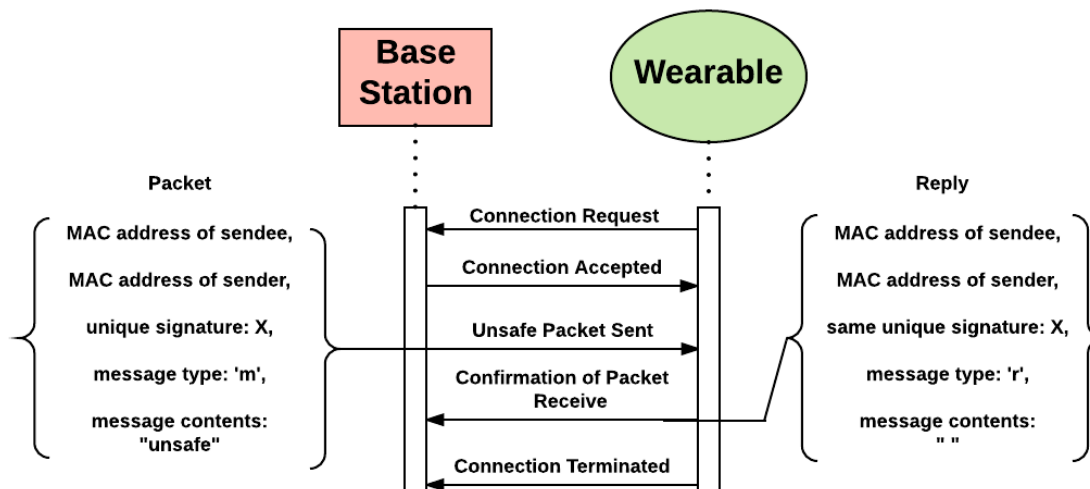 Base
Station
Wearable
Packet
MAC address of sendee,
MAC address of sender,
unique signature: X,
message type: 'm',
message contents:
"unsafe"
Connection Request
Connection Accepted
Unsafe Packet Sent
Confirmation of Packet
Receive
Connection Terminated
Reply
MAC address of sendee,
MAC address of sender,
same unique signature: X,
message type: 'r',
message contents:
" "